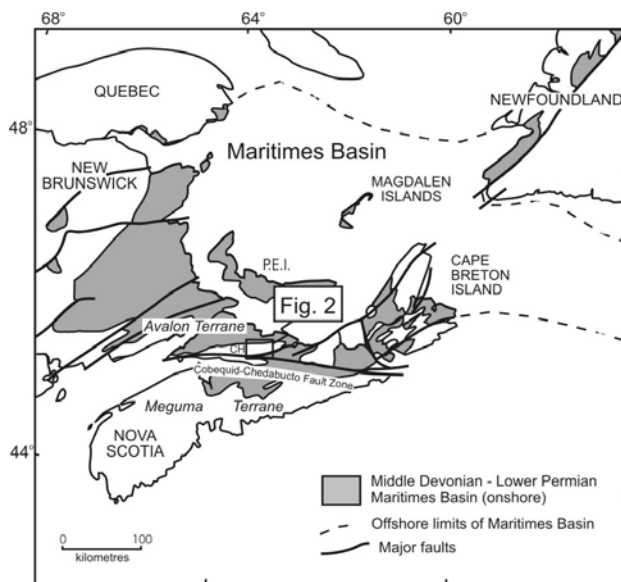 68°
64°
60°
QUEBEC
NEWFOUNDLAND
48°
Maritimes Basin
NEW
BRUNSWICK
MAGDALEN
ISLANDS
P.E.I.
CAPE
BRETON
ISLAND
Fig. 2
Avalon Terrane
CH
Cobequid-Chedabucto Fault Zone
Meguma Terrane
NOVA
SCOTIA
44°
Middle Devonian - Lower Permian
Maritimes Basin (onshore)
Offshore limits of Maritimes Basin
Major faults
0 100
kilometres